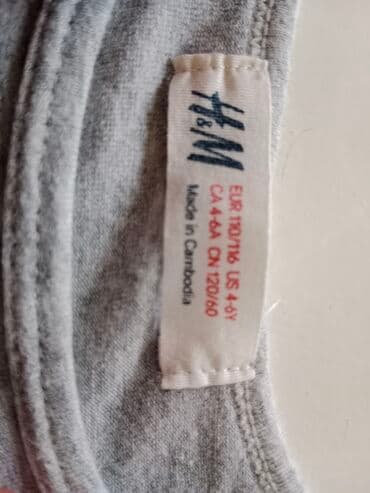 H&M
EUR 110/116 US 4-6Y
CA 4-6A CN 120/60
Made in Cambodia